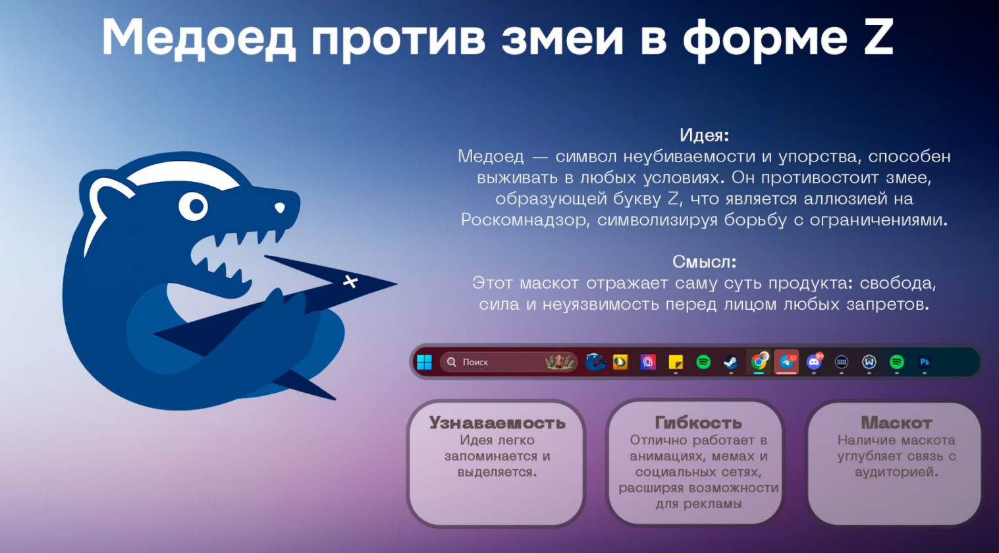 Медоед против змеи в форме Z
Идея:
Медоед — символ неубиваемости и упорства, способен
выживать в любых условиях. Он противостоит змее,
образующей букву Z, что является аллюзией на
Роскомнадзор, символизируя борьбу с ограничениями.
Смысл:
Этот маскот отражает саму суть продукта: свобода,
сила и неуязвимость перед лицом любых запретов.
Поиск
57
9+
Ps
Узнаваемость
Идея легко
запоминается и
выделяется.
Гибкость
Отлично работает в
анимациях, мемах и
социальных сетях,
расширяя возможности
для рекламы
Маскот
Наличие маскота
углубляет связь с
аудиторией.